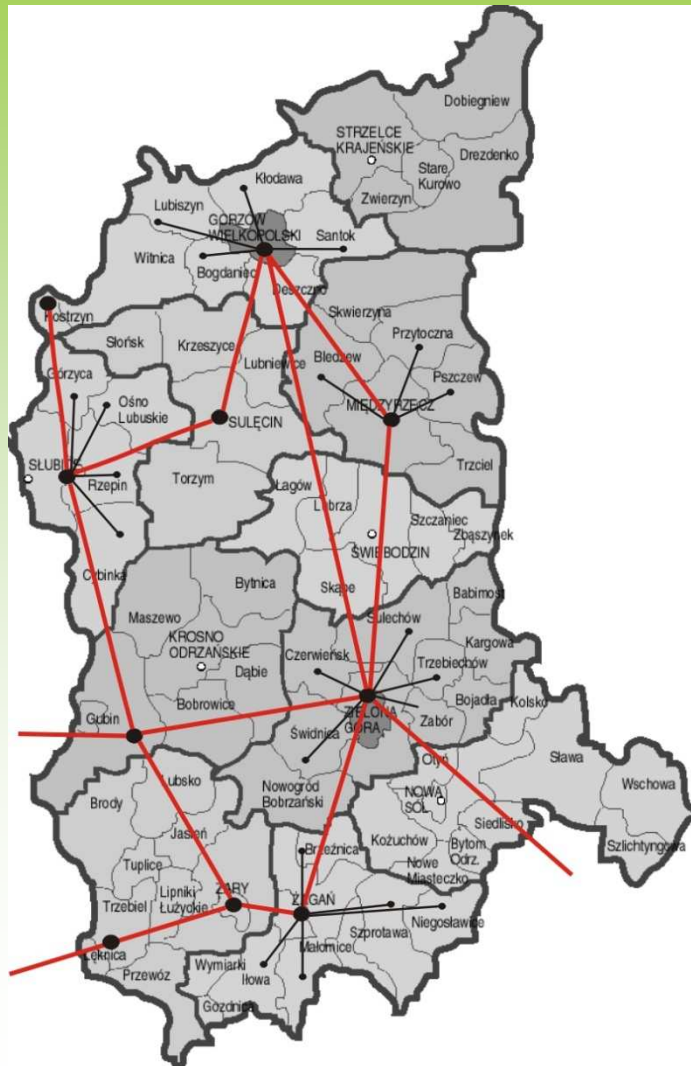 Dobiegniew
STRZELCE
KRAJEŃSKIE
Drezdenko
Stare
Kurowo
Zwierzyn
Kłodawa
Lubiszyn
GORZÓW
WIELKOPOLSKI
Santok
Witnica
Bogdaniec
Deszczno
Kostrzyn
Skwierzyna
Słońsk
Krzeszyce
Przytoczna
Bledzew
Lubniewice
Górzyca
Pszczew
Ośno
Lubuskie
MIĘDZYRZECZ
SULĘCIN
Trzciel
SŁUBICE
Rzepin
Torzym
Łagów
Lubrza
Szczaniec
Zbąszynek
ŚWIEBODZIN
Cybinka
Skąpe
Bytnica
Babimost
Maszewo
Sulechów
KROSNO
ODRZAŃSKIE
Kargowa
Czerwieńsk
Trzebiechów
Dąbie
Bojadła
Kolsko
Bobrowice
ZIELONA
GÓRA
Zabór
Gubin
Świdnica
Otyń
Sława
Lubsko
Nowogród
Bobrzański
NOWA
SÓL
Wschowa
Brody
Siedlisko
Jasień
Brzeźnica
Kożuchów
Bytom
Odrz.
Szlichtyngowa
Tuplice
Nowe
Miasteczko
Lipniki
Łużyckie
ŻARY
ŻAGAŃ
Trzebiel
Niegosławice
Szprotawa
Małomice
Łęknica
Wymiarki
Przewóz
Iłowa
Gozdnica